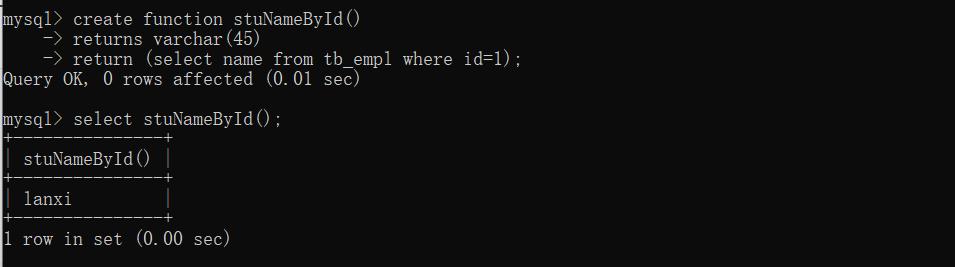 mysql> create function stuNameById()
    -> returns varchar(45)
    -> return (select name from tb_empl where id=1);
Query OK, 0 rows affected (0.01 sec)

mysql> select stuNameById();
+---------------+
| stuNameById() |
+---------------+
| lanxi         |
+---------------+
1 row in set (0.00 sec)